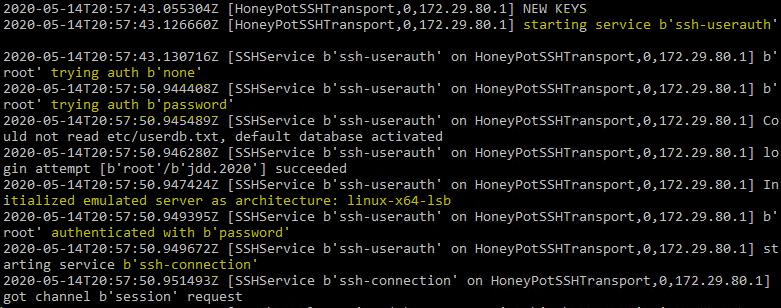 2020-05-14T20:57:43.055304Z [HoneyPotSSHTransport,0,172.29.80.1] NEW KEYS
2020-05-14T20:57:43.126660Z [HoneyPotSSHTransport,0,172.29.80.1] starting service b'ssh-userauth'
2020-05-14T20:57:43.130716Z [SSHService b'ssh-userauth' on HoneyPotSSHTransport,0,172.29.80.1] b'
root' trying auth b'none'
2020-05-14T20:57:50.944408Z [SSHService b'ssh-userauth' on HoneyPotSSHTransport,0,172.29.80.1] b'
root' trying auth b'password'
2020-05-14T20:57:50.945489Z [SSHService b'ssh-userauth' on HoneyPotSSHTransport,0,172.29.80.1] Co
uld not read etc/userdb.txt, default database activated
2020-05-14T20:57:50.946280Z [SSHService b'ssh-userauth' on HoneyPotSSHTransport,0,172.29.80.1] lo
gin attempt [b'root'/b'jdd.2020'] succeeded
2020-05-14T20:57:50.947424Z [SSHService b'ssh-userauth' on HoneyPotSSHTransport,0,172.29.80.1] In
itialized emulated server as architecture: linux-x64-lsb
2020-05-14T20:57:50.949395Z [SSHService b'ssh-userauth' on HoneyPotSSHTransport,0,172.29.80.1] b'
root' authenticated with b'password'
2020-05-14T20:57:50.949672Z [SSHService b'ssh-userauth' on HoneyPotSSHTransport,0,172.29.80.1] st
arting service b'ssh-connection'
2020-05-14T20:57:50.951493Z [SSHService b'ssh-connection' on HoneyPotSSHTransport,0,172.29.80.1]
got channel b'session' request